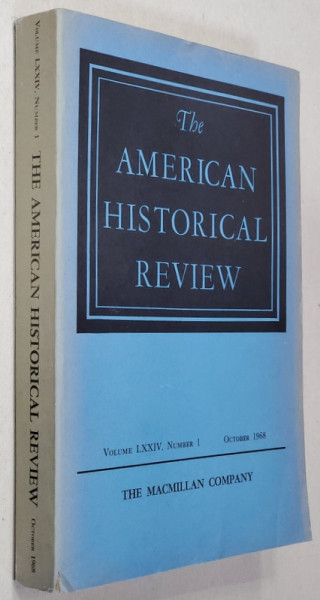 VOLUME LXXIV, NUMBER 1 THE AMERICAN HISTORICAL REVIEW OCTOBER 1968
The
AMERICAN
HISTORICAL
REVIEW
VOLUME LXXIV, NUMBER 1 OCTOBER 1968
THE MACMILLAN COMPANY